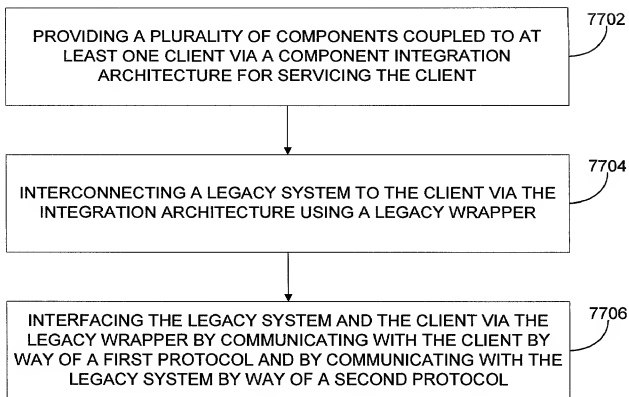 7702
PROVIDING A PLURALITY OF COMPONENTS COUPLED TO AT
LEAST ONE CLIENT VIA A COMPONENT INTEGRATION
ARCHITECTURE FOR SERVICING THE CLIENT
7704
INTERCONNECTING A LEGACY SYSTEM TO THE CLIENT VIA THE
INTEGRATION ARCHITECTURE USING A LEGACY WRAPPER
7706
INTERFACING THE LEGACY SYSTEM AND THE CLIENT VIA THE
LEGACY WRAPPER BY COMMUNICATING WITH THE CLIENT BY
WAY OF A FIRST PROTOCOL AND BY COMMUNICATING WITH THE
LEGACY SYSTEM BY WAY OF A SECOND PROTOCOL